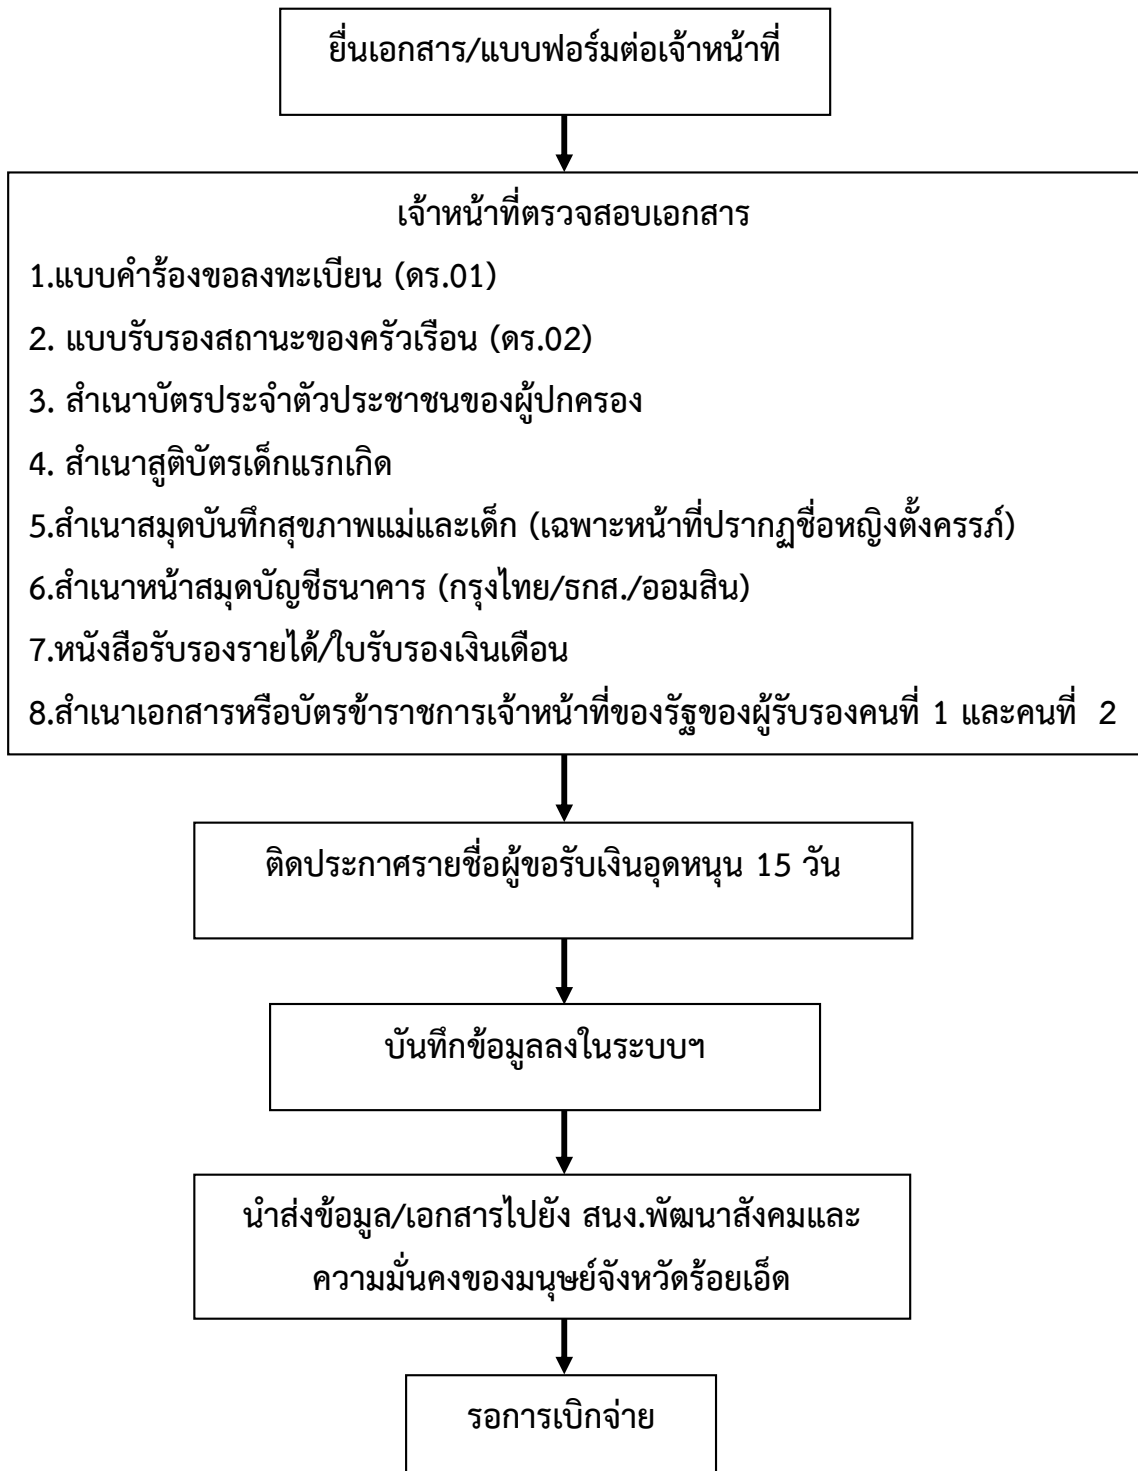 ยื่นเอกสาร/แบบฟอร์มต่อเจ้าหน้าที่
เจ้าหน้าที่ตรวจสอบเอกสาร
1.แบบคำร้องขอลงทะเบียน (ดร.01)
2. แบบรับรองสถานะของครัวเรือน (ดร.02)
3. สำเนาบัตรประจำตัวประชาชนของผู้ปกครอง
4. สำเนาสูติบัตรเด็กแรกเกิด
5.สำเนาสมุดบันทึกสุขภาพแม่และเด็ก (เฉพาะหน้าที่ปรากฏชื่อหญิงตั้งครรภ์)
6.สำเนาหน้าสมุดบัญชีธนาคาร (กรุงไทย/ธกส./ออมสิน)
7.หนังสือรับรองรายได้/ใบรับรองเงินเดือน
8.สำเนาเอกสารหรือบัตรข้าราชการเจ้าหน้าที่ของรัฐของผู้รับรองคนที่ 1 และคนที่ 2
ติดประกาศรายชื่อผู้ขอรับเงินอุดหนุน 15 วัน
บันทึกข้อมูลลงในระบบฯ
นำส่งข้อมูล/เอกสารไปยัง สนง.พัฒนาสังคมและ
ความมั่นคงของมนุษย์จังหวัดร้อยเอ็ด
รอการเบิกจ่าย